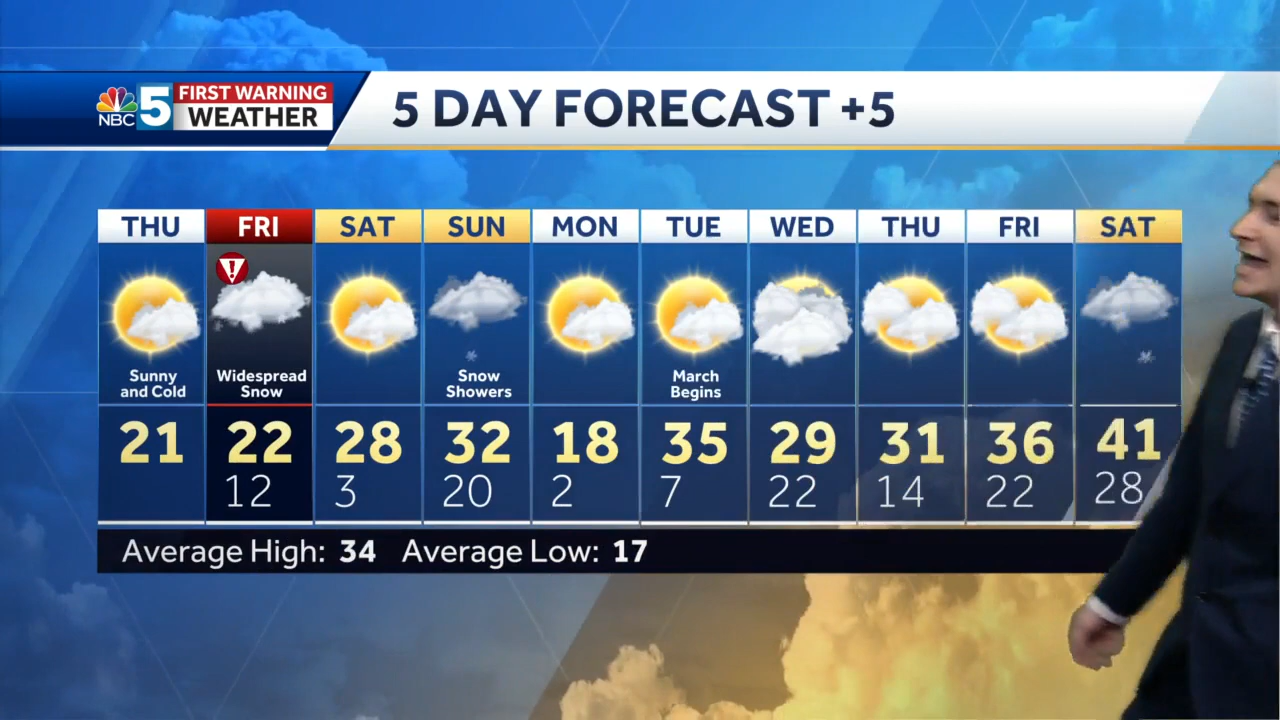 NBC 5 FIRST WARNING WEATHER
5 DAY FORECAST +5
THU FRI SAT SUN MON TUE WED THU FRI SAT
Sunny and Cold
Widespread Snow
Snow Showers
March Begins
21 22 28 32 18 35 29 31 36 41
12 3 20 2 7 22 14 22 28
Average High: 34 Average Low: 17